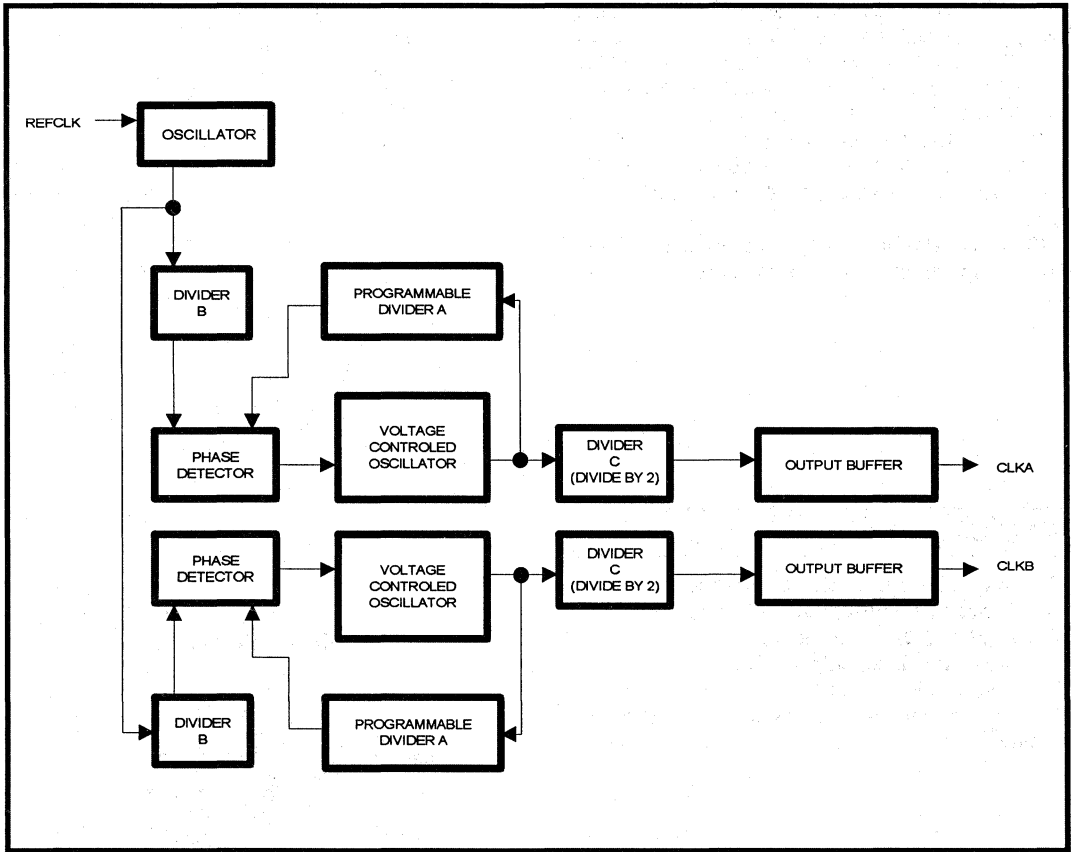 REFCLK
OSCILLATOR
DIVIDER
B
PROGRAMMABLE
DIVIDER A
PHASE
DETECTOR
VOLTAGE
CONTROLED
OSCILLATOR
DIVIDER
C
(DIVIDE BY 2)
OUTPUT BUFFER
CLKA
PHASE
DETECTOR
VOLTAGE
CONTROLED
OSCILLATOR
DIVIDER
C
(DIVIDE BY 2)
OUTPUT BUFFER
CLKB
DIVIDER
B
PROGRAMMABLE
DIVIDER A